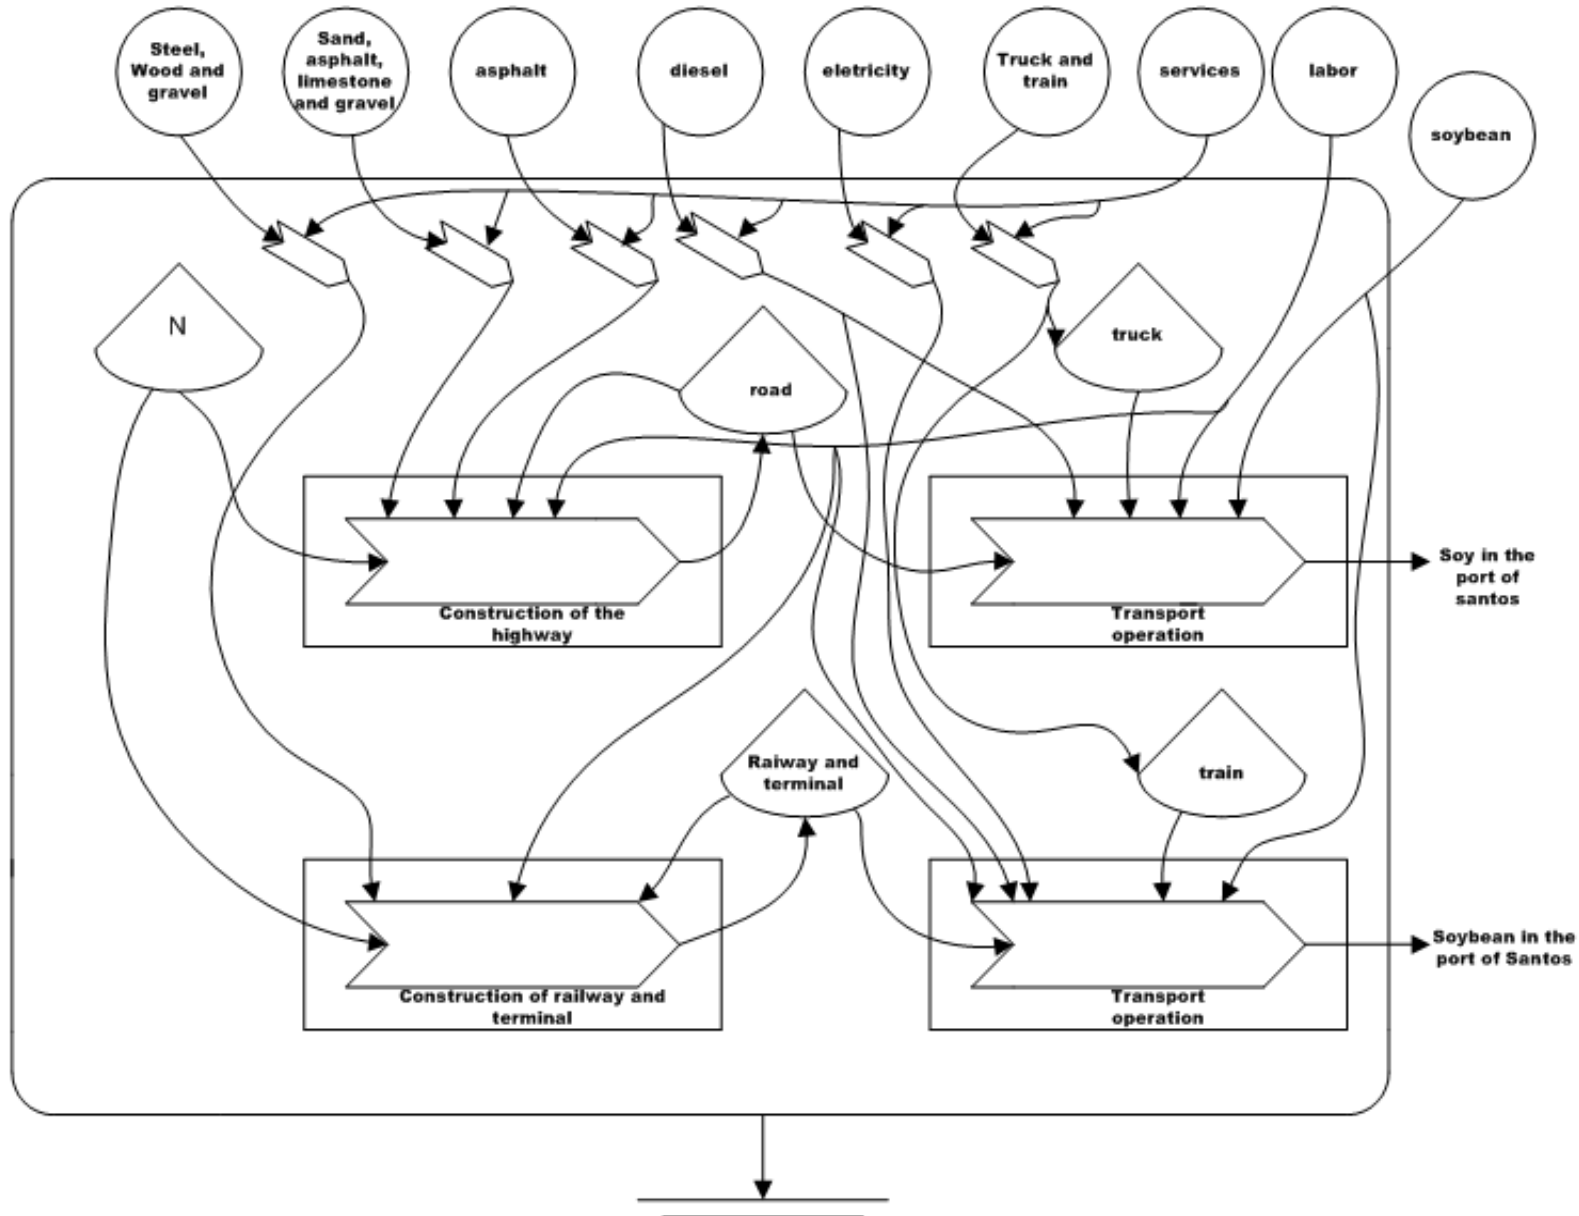 Steel,
Wood and
gravel
Sand,
asphalt,
limestone
and gravel
asphalt
diesel
eletricity
Truck and
train
services
labor
soybean
N
truck
road
Construction of the
highway
Transport
operation
Soy in the
port of
santos
Raiway and
terminal
train
Construction of railway and
terminal
Transport
operation
Soybean in the
port of Santos